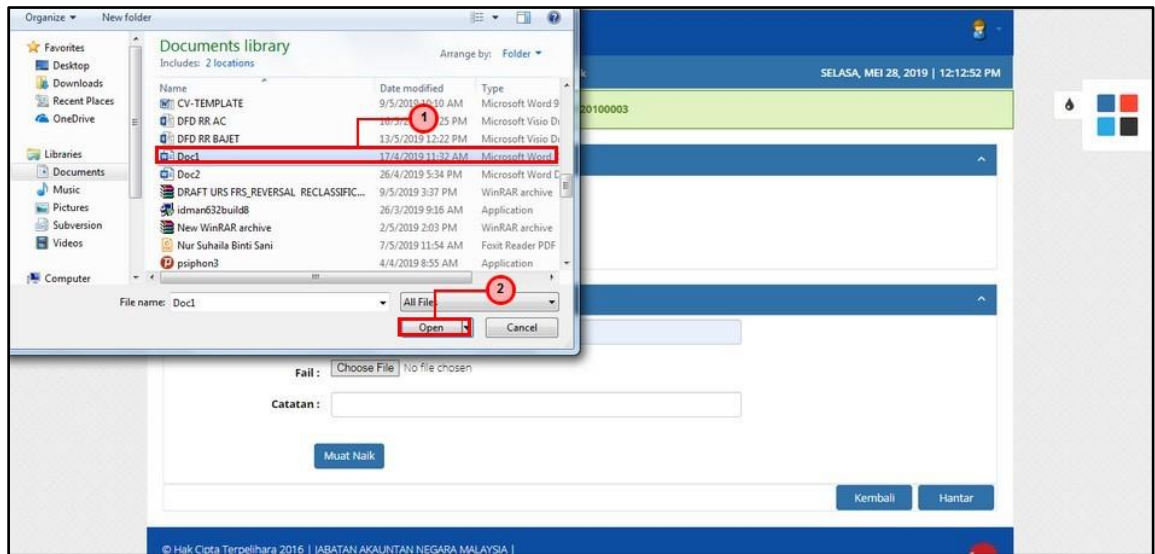 Organize New folder
Favorites
Desktop
Downloads
Recent Places
OneDrive
Libraries
Documents
Music
Pictures
Subversion
Videos
Computer
Documents library
Includes: 2 locations
Arrange by: Folder
Name Date modified Type
CV-TEMPLATE 9/5/2019 10:10 AM Microsoft Word 9
DFD RR AC 25 PM Microsoft Visio
DFD RR BAJET 13/5/2019 12:22 PM Microsoft Visio
Doc1 17/4/2019 11:32 AM Microsoft Word
Doc2 26/4/2019 5:34 PM Microsoft Word
DRAFT URS FRS_REVERSAL RECLASSIFIC... 9/5/2019 3:37 PM WinRAR archive
idman632build8 26/3/2019 9:16 AM Application
New WinRAR archive 2/5/2019 2:03 PM WinRAR archive
Nur Suhaila Binti Sani 7/5/2019 11:54 AM Foxit Reader PDF
psiphon3 4/4/2019 8:55 AM Application
1
2
File name: Doc1 All Files
Open Cancel
SELASA, MEI 28, 2019 | 12:12:52 PM
20100003
Fail : Choose File No file chosen
Catatan :
Muat Naik
Kembali Hantar
© Hak Cipta Terpelihara 2016 | JABATAN AKAUNTAN NEGARA MALAYSIA |